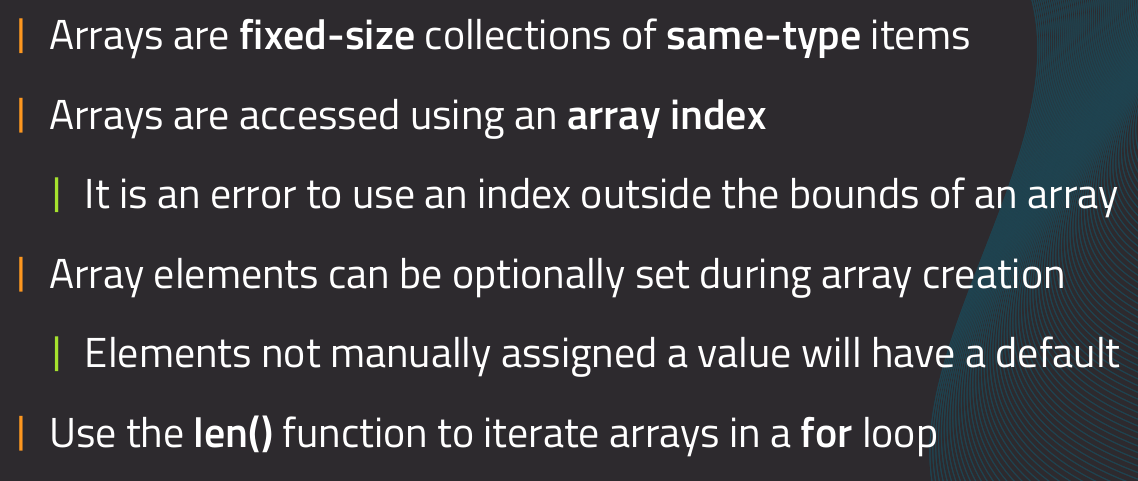 Arrays are fixed-size collections of same-type items
Arrays are accessed using an array index
It is an error to use an index outside the bounds of an array
Array elements can be optionally set during array creation
Elements not manually assigned a value will have a default
Use the len() function to iterate arrays in a for loop